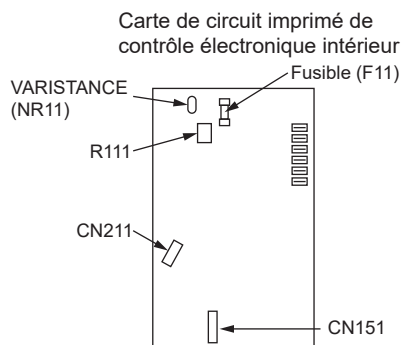 Carte de circuit imprimé de
contrôle électronique intérieur
Fusible (F11)
VARISTANCE
(NR11)
R111
CN211
CN151